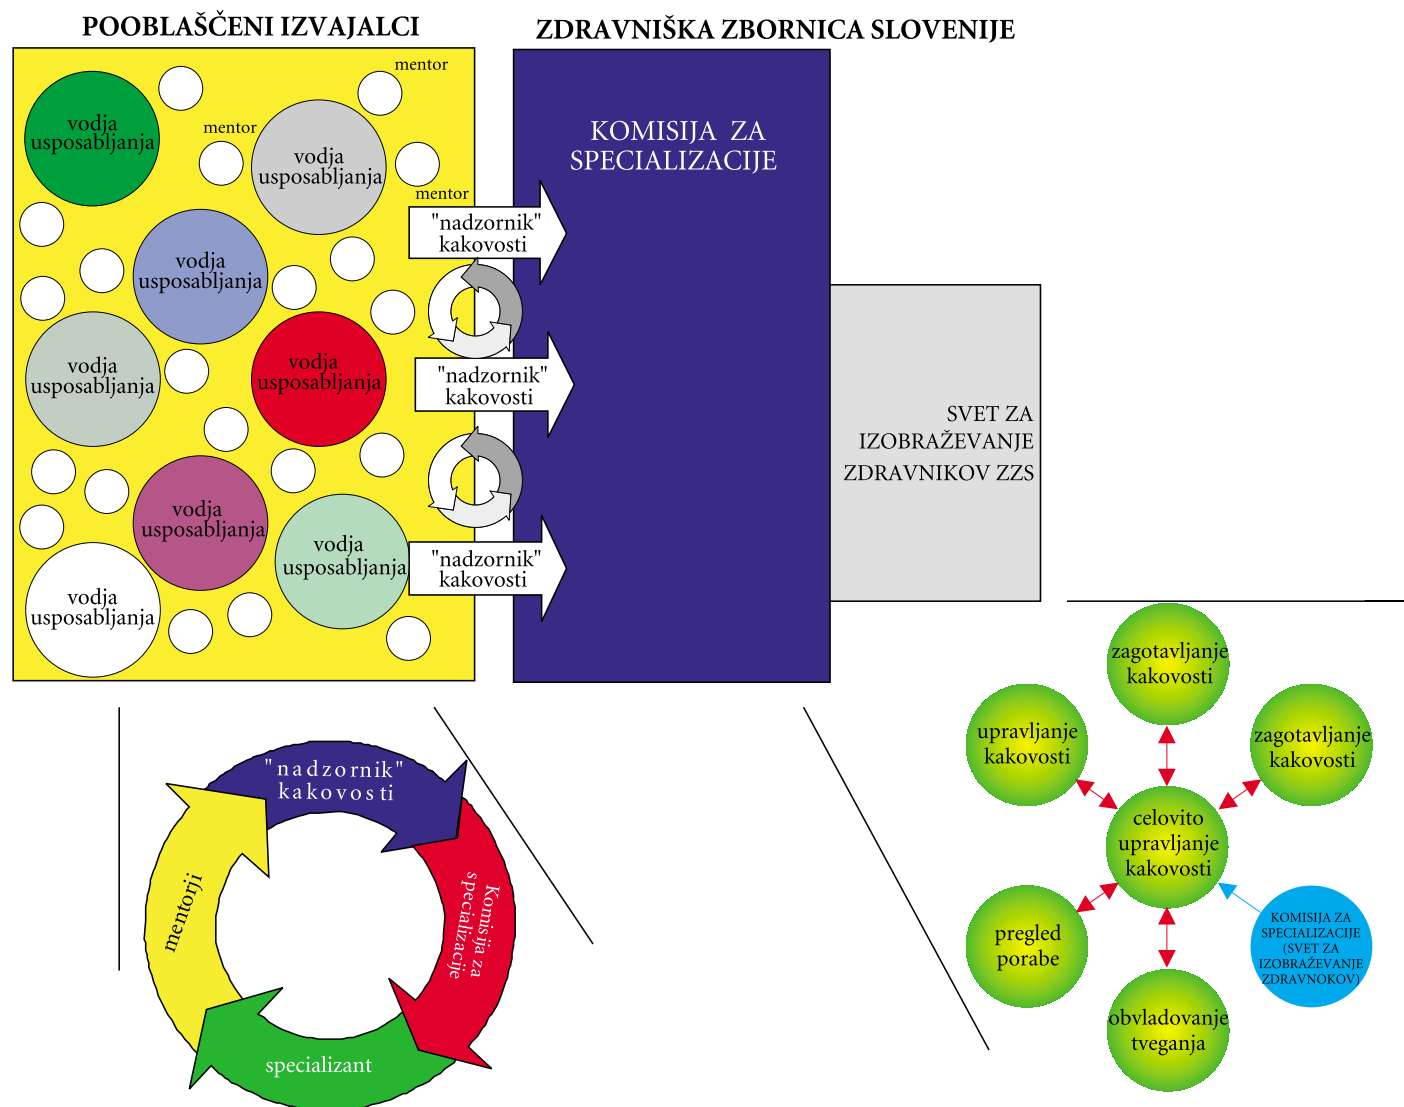 POOBLAŠČENI IZVAJALCI
ZDRAVNIŠKA ZBORNICA SLOVENIJE
mentor
mentor
mentor
vodja
usposabljanja
vodja
usposabljanja
vodja
usposabljanja
vodja
usposabljanja
vodja
usposabljanja
vodja
usposabljanja
vodja
usposabljanja
vodja
usposabljanja
"nadzornik"
kakovosti
"nadzornik"
kakovosti
"nadzornik"
kakovosti
KOMISIJA ZA
SPECIALIZACIJE
SVET ZA
IZOBRAŽEVANJE
ZDRAVNIKOV ZZS
"nadzornik"
kakovosti
Komisija za
specializacije
specializant
mentorji
zagotavljanje
kakovosti
upravljanje
kakovosti
zagotavljanje
kakovosti
celovito
upravljanje
kakovosti
pregled
porabe
KOMISIJA ZA
SPECIALIZACIJE
(SVET ZA
IZOBRAŽEVANJE
ZDRAVNOKOV)
obvladovanje
tveganja